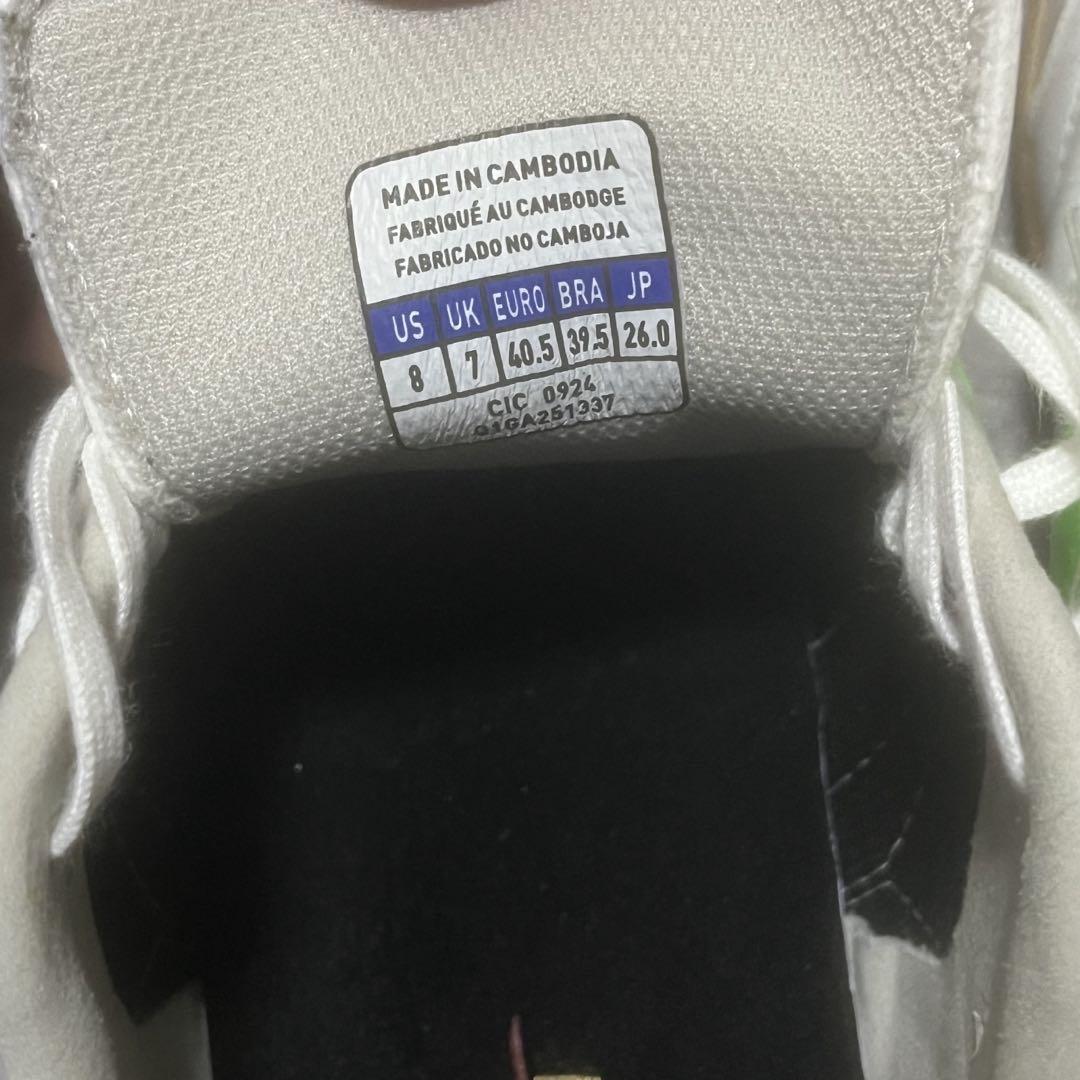 MADE IN CAMBODIA
FABRIQUÉ AU CAMBODGE
FABRICADO NO CAMBOJA
US UK EURO BRA JP
8 7 40.5 39.5 26.0
CIC 0924